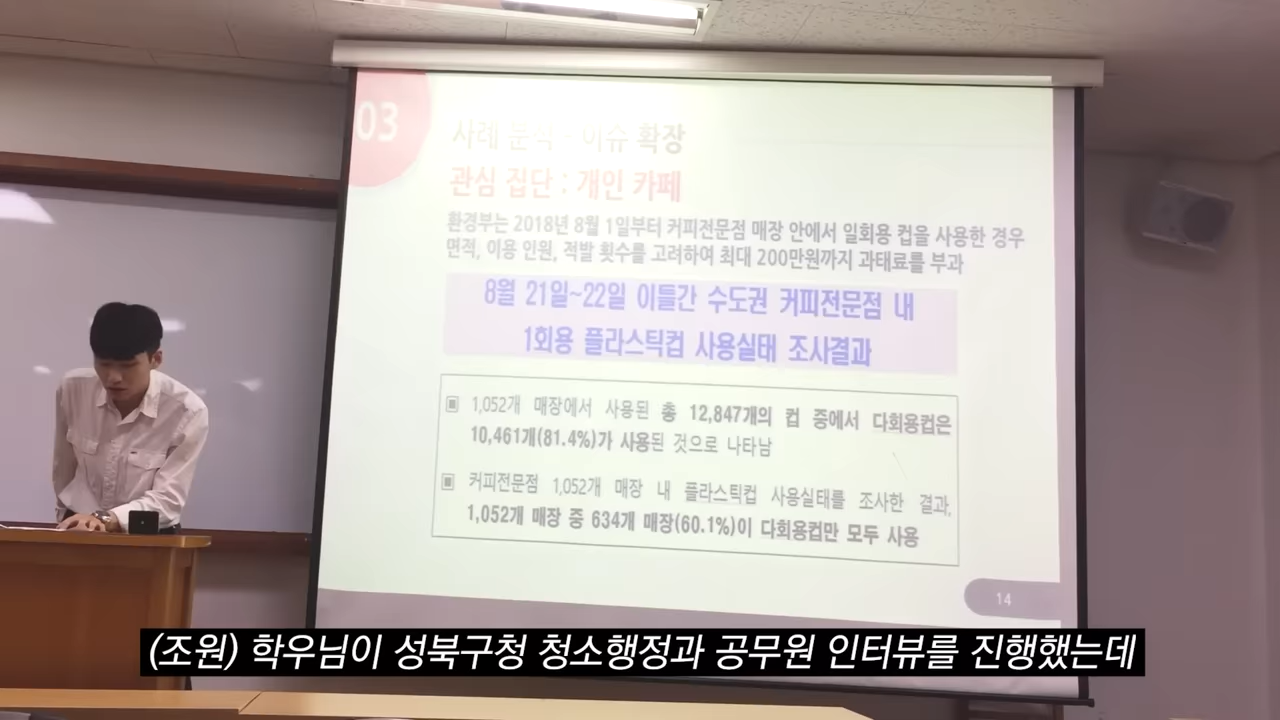 03
사례 분석 - 이슈 확장
관심 집단 : 개인 카페
환경부는 2018년 8월 1일부터 커피전문점 매장 안에서 일회용 컵을 사용한 경우
면적, 이용 인원, 적발 횟수를 고려하여 최대 200만원까지 과태료를 부과
8월 21일~22일 이틀간 수도권 커피전문점 내
1회용 플라스틱컵 사용실태 조사결과
▣ 1,052개 매장에서 사용된 총 12,847개의 컵 중에서 다회용컵은
10,461개(81.4%)가 사용된 것으로 나타남
▣ 커피전문점 1,052개 매장 내 플라스틱컵 사용실태를 조사한 결과,
1,052개 매장 중 634개 매장(60.1%)이 다회용컵만 모두 사용
14
(조원) 학우님이 성북구청 청소행정과 공무원 인터뷰를 진행했는데